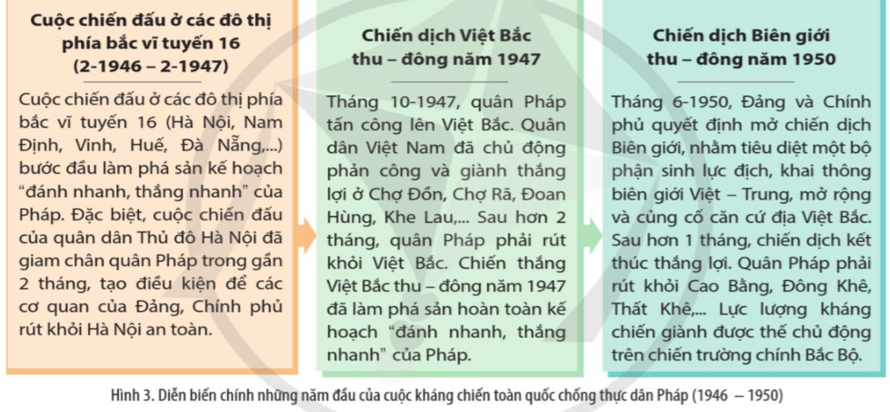 Cuộc chiến đấu ở các đô thị
phía bắc vĩ tuyến 16
(2-1946 – 2-1947)
Cuộc chiến đấu ở các đô thị phía
bắc vĩ tuyến 16 (Hà Nội, Nam
Định, Vinh, Huế, Đà Nẵng,...)
bước đầu làm phá sản kế hoạch
“đánh nhanh, thắng nhanh” của
Pháp. Đặc biệt, cuộc chiến đấu
của quân dân Thủ đô Hà Nội đã
giam chân quân Pháp trong gần
2 tháng, tạo điều kiện để các
cơ quan của Đảng, Chính phủ
rút khỏi Hà Nội an toàn.
Chiến dịch Việt Bắc
thu – đông năm 1947
Tháng 10-1947, quân Pháp
tấn công lên Việt Bắc. Quân
dân Việt Nam đã chủ động
phản công và giành thắng
lợi ở Chợ Đồn, Chợ Rã, Đoan
Hùng, Khe Lau,... Sau hơn 2
tháng, quân Pháp phải rút
khỏi Việt Bắc. Chiến thắng
Việt Bắc thu – đông năm 1947
đã làm phá sản hoàn toàn kế
hoạch “đánh nhanh, thắng
nhanh” của Pháp.
Chiến dịch Biên giới
thu – đông năm 1950
Tháng 6-1950, Đảng và Chính
phủ quyết định mở chiến dịch
Biên giới, nhằm tiêu diệt một bộ
phận sinh lực địch, khai thông
biên giới Việt – Trung, mở rộng
và củng cố căn cứ địa Việt Bắc.
Sau hơn 1 tháng, chiến dịch kết
thúc thắng lợi. Quân Pháp phải
rút khỏi Cao Bằng, Đông Khê,
Thất Khê,... Lực lượng kháng
chiến giành được thế chủ động
trên chiến trường chính Bắc Bộ.
Hình 3. Diễn biến chính những năm đầu của cuộc kháng chiến toàn quốc chống thực dân Pháp (1946 – 1950)